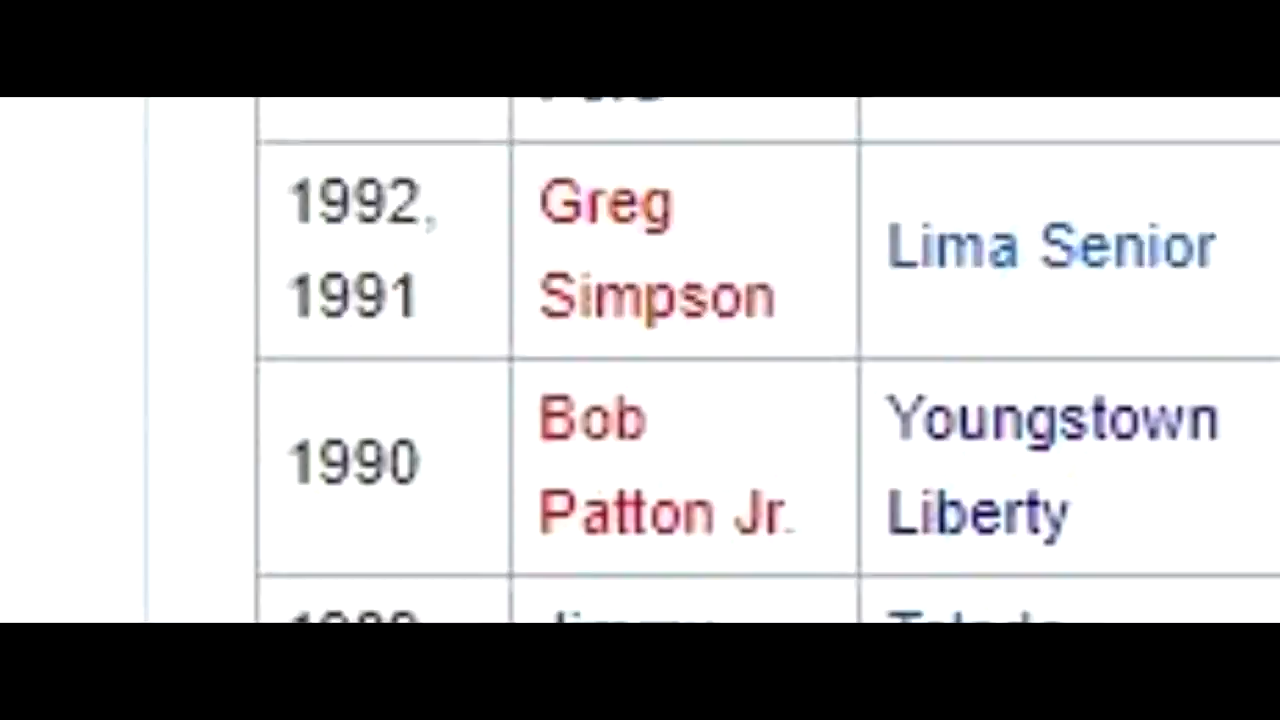 1992,
1991
Greg
Simpson
Lima Senior
1990
Bob
Patton Jr.
Youngstown
Liberty